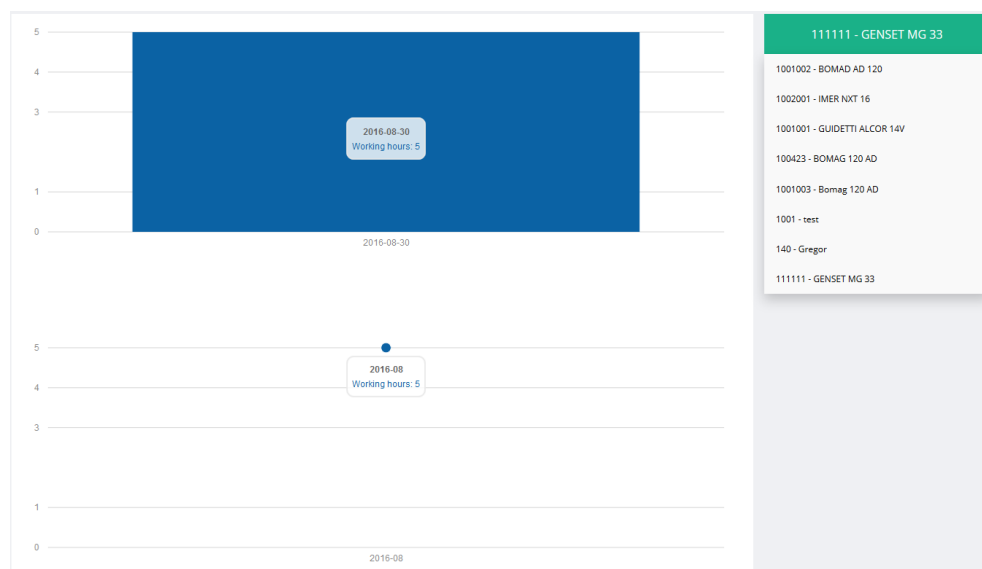 5
4
3
1
0
2016-08-30
Working hours: 5
2016-08-30
5
4
3
1
0
2016-08
Working hours: 5
2016-08
111111 - GENSET MG 33
1001002 - BOMAD AD 120
1002001 - IMER NXT 16
1001001 - GUIDETTI ALCOR 14V
100423 - BOMAG 120 AD
1001003 - Bomag 120 AD
1001 - test
140 - Gregor
111111 - GENSET MG 33